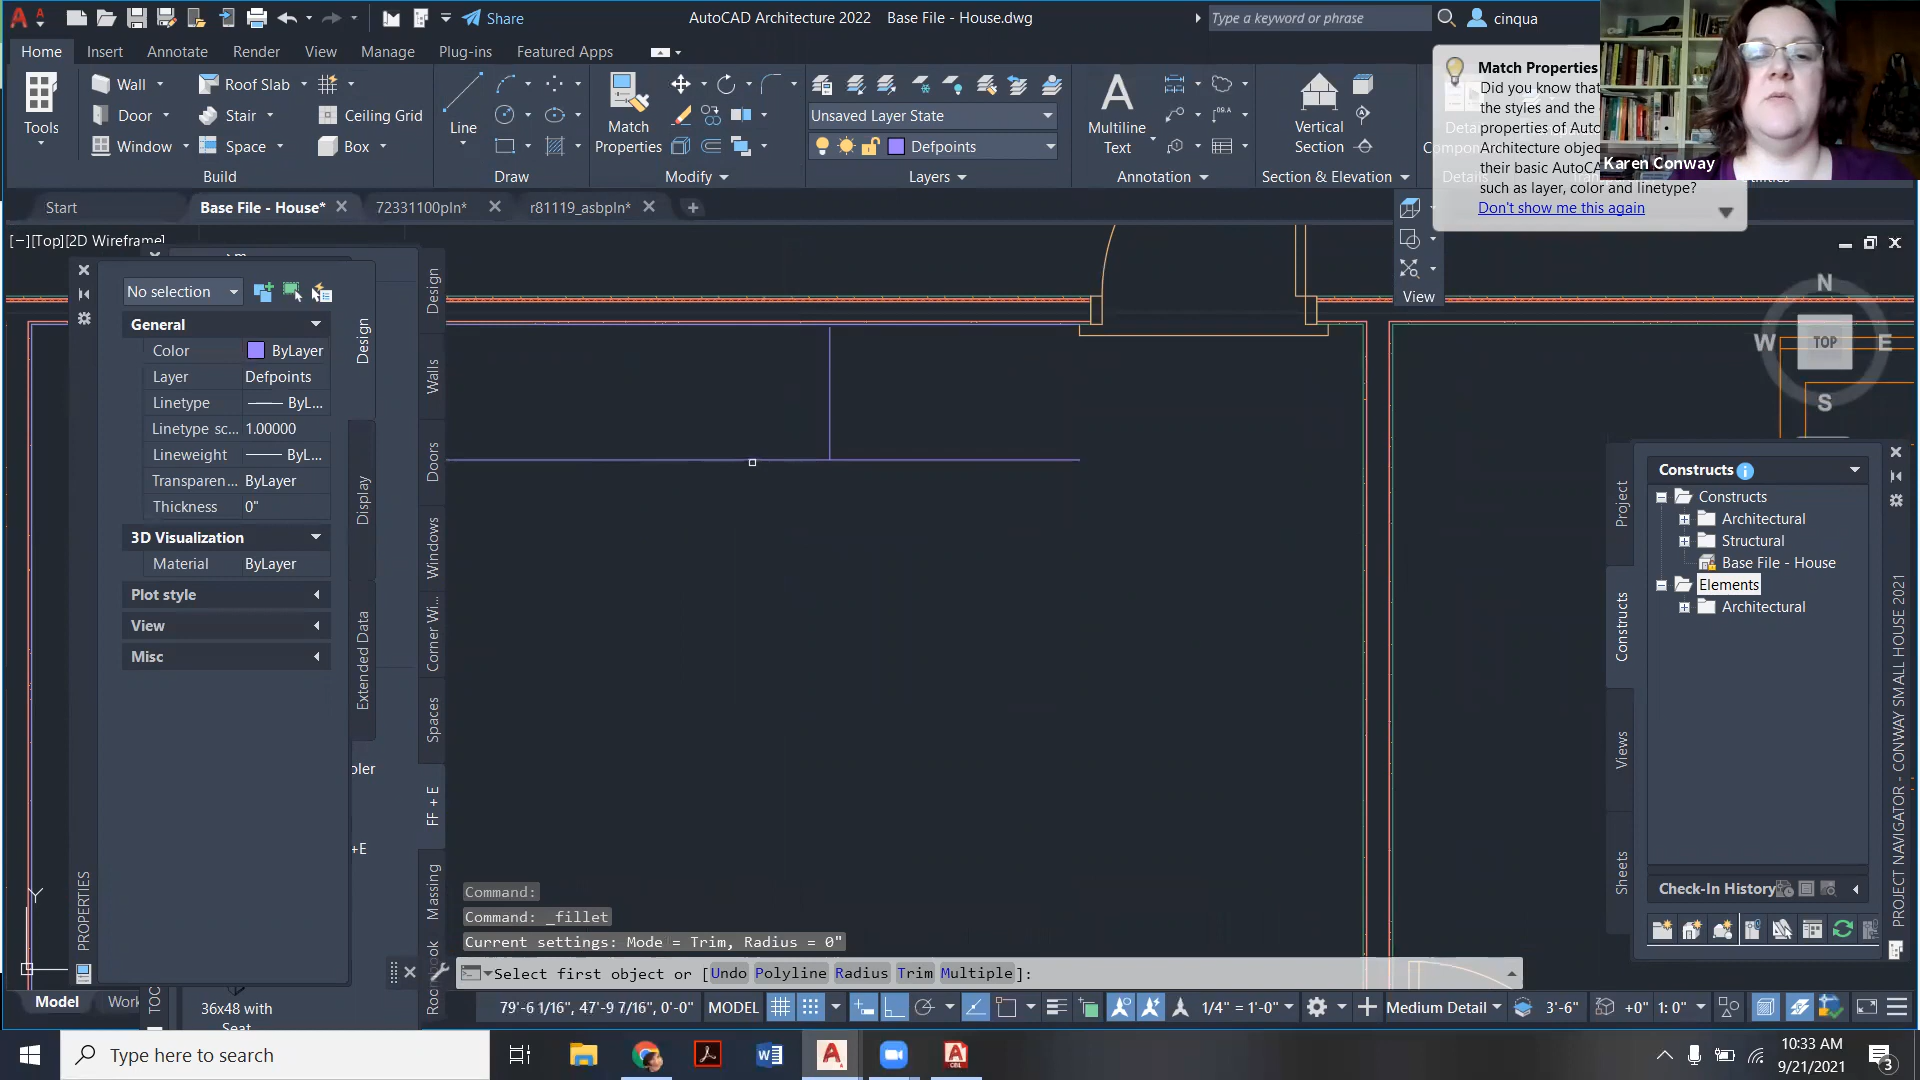 Share
AutoCAD Architecture 2022 Base File - House.dwg
Type a keyword or phrase
cinqua
Home Insert Annotate Render View Manage Plug-ins Featured Apps
Tools
Wall
Door
Window
Roof Slab
Stair
Space
Ceiling Grid
Box
Build
Line
Draw
Match Properties
Modify
Unsaved Layer State
Defpoints
Layers
Multiline Text
Annotation
Vertical Section
Section & Elevation
Match Properties
Did you know that
the styles and the
properties of Auto
Architecture objec
their basic AutoCA
such as layer, color and linetype?
Don't show me this again
Karen Conway
Start
Base File - House*
72331100pln*
r81119_asbpln*
[−][Top][2D Wireframe]
View
N
W TOP E
S
No selection
General
Color ByLayer
Layer Defpoints
Linetype ByL...
Linetype sc... 1.00000
Lineweight ByL...
Transparen... ByLayer
Thickness 0"
3D Visualization
Material ByLayer
Plot style
View
Misc
Design
Display
Extended Data
PROPERTIES
Design
Walls
Doors
Windows
Corner Wi...
Spaces
FF + E
Massing
oler
+E
36x48 with
Seat
Y
Project
Constructs
Views
Sheets
Constructs
Constructs
Architectural
Structural
Base File - House
Elements
Architectural
Check-In History
PROJECT NAVIGATOR - CONWAY SMALL HOUSE 2021
Command:
Command: _fillet
Current settings: Mode = Trim, Radius = 0"
Select first object or [Undo Polyline Radius Trim Multiple]:
Model Work
TOC
79'-6 1/16", 47'-9 7/16", 0'-0" MODEL
1/4" = 1'-0"
Medium Detail
3'-6"
+0"
1: 0"
Type here to search
10:33 AM
9/21/2021
3